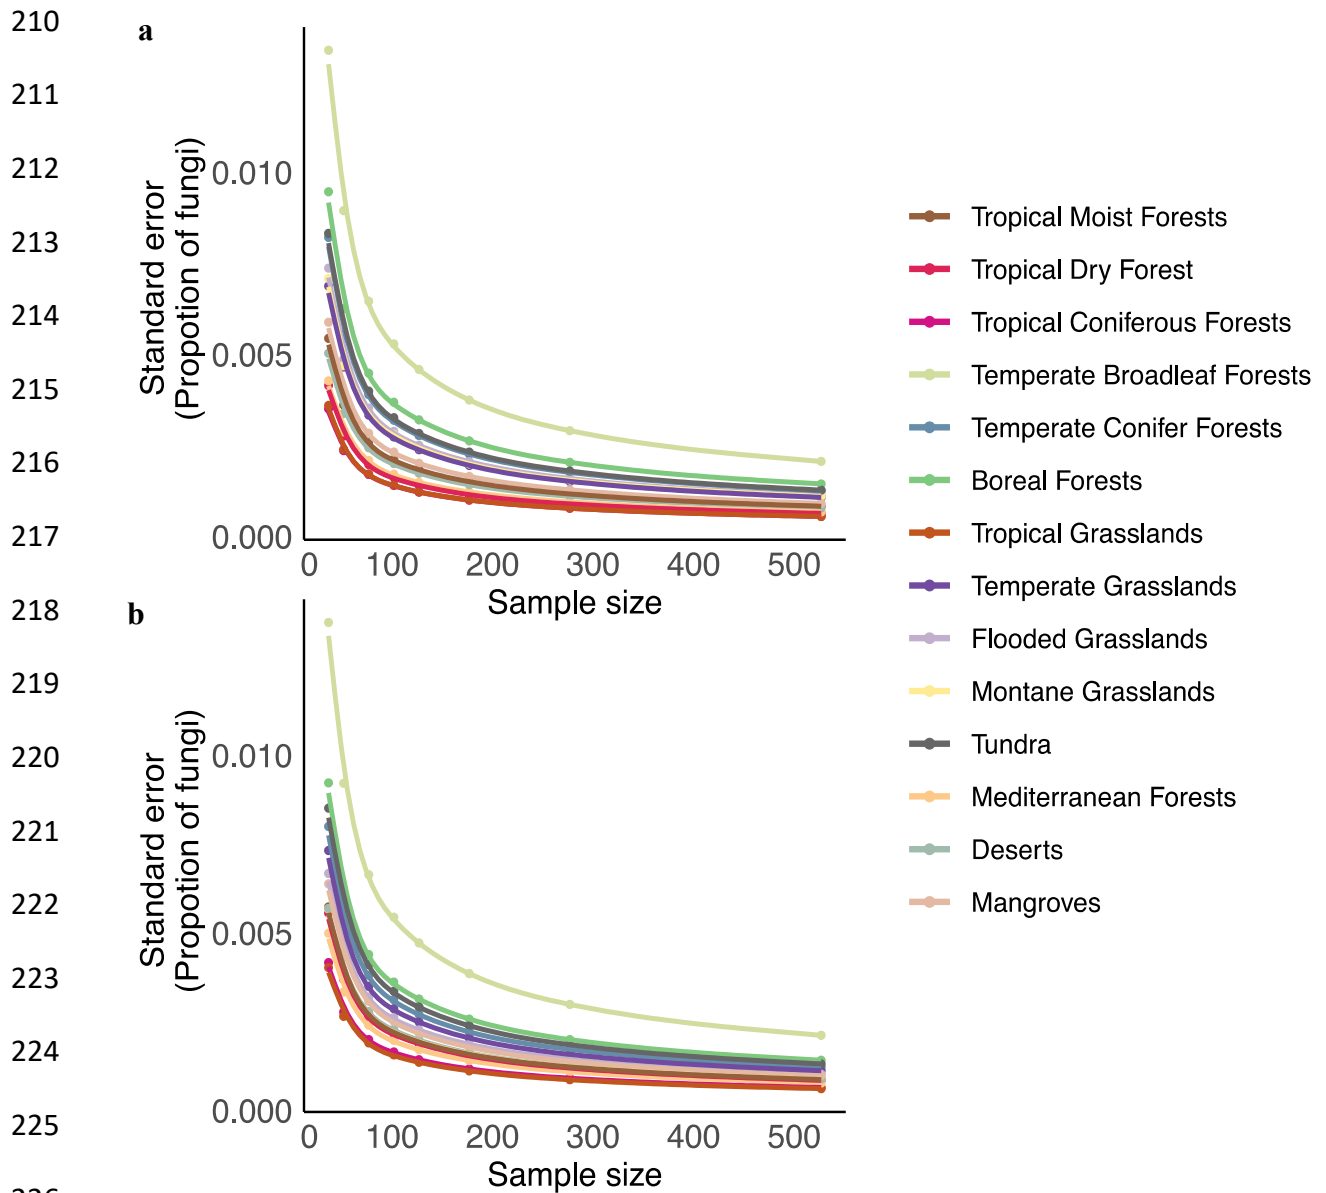 210
211
212
213
214
215
216
217
218
219
220
221
222
223
224
225
a
Standard error
(Propotion of fungi)
0.010
0.005
0.000
0 100 200 300 400 500
Sample size
b
Standard error
(Propotion of fungi)
0.010
0.005
0.000
0 100 200 300 400 500
Sample size
Tropical Moist Forests
Tropical Dry Forest
Tropical Coniferous Forests
Temperate Broadleaf Forests
Temperate Conifer Forests
Boreal Forests
Tropical Grasslands
Temperate Grasslands
Flooded Grasslands
Montane Grasslands
Tundra
Mediterranean Forests
Deserts
Mangroves